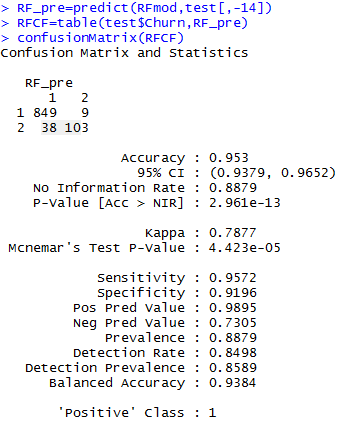 > RF_pre=predict(RFmod,test[,-14])
> RFCF=table(test$Churn,RF_pre)
> confusionMatrix(RFCF)
Confusion Matrix and Statistics
RF_pre
1 2
1 849 9
2 38 103
Accuracy : 0.953
95% CI : (0.9379, 0.9652)
No Information Rate : 0.8879
P-Value [Acc > NIR] : 2.961e-13
Kappa : 0.7877
Mcnemar's Test P-Value : 4.423e-05
Sensitivity : 0.9572
Specificity : 0.9196
Pos Pred Value : 0.9895
Neg Pred Value : 0.7305
Prevalence : 0.8879
Detection Rate : 0.8498
Detection Prevalence : 0.8589
Balanced Accuracy : 0.9384
'Positive' Class : 1